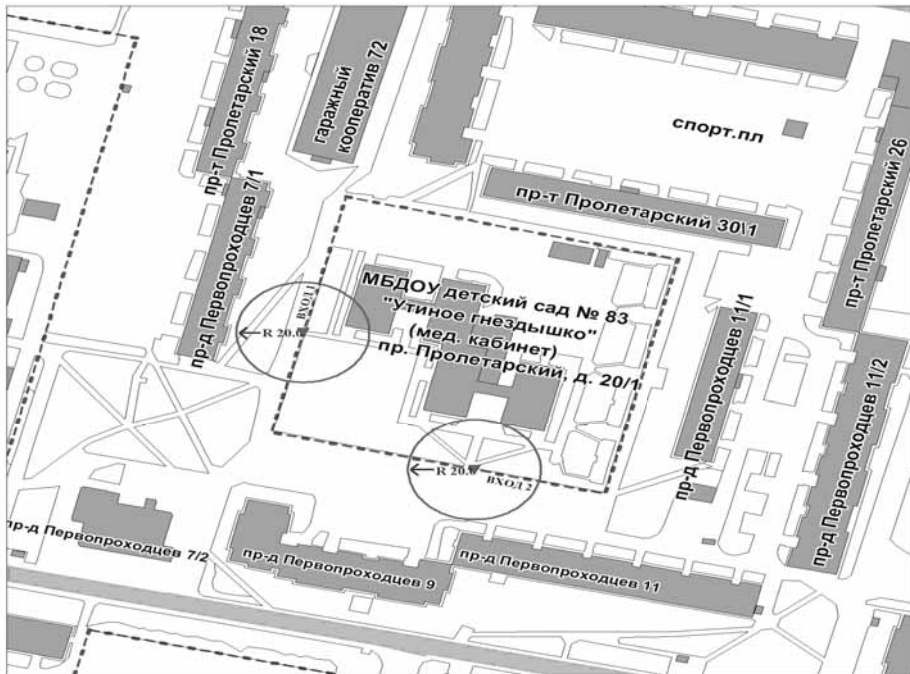 пр-т Пролетарский 18
гаражный
кооператив 72
спорт.пл
пр-т Пролетарский 26
пр-т Пролетарский 30\1
пр-д Первопроходцев 7/1
МБДОУ детский сад № 83
"Утиное гнездышко"
(мед. кабинет)
пр. Пролетарский, д. 20/1
ВХОД 1
R 20.0
пр-д Первопроходцев 11/1
пр-д Первопроходцев 11/2
R 20.0
ВХОД 2
пр-д Первопроходцев 7/2
пр-д Первопроходцев 9
пр-д Первопроходцев 11